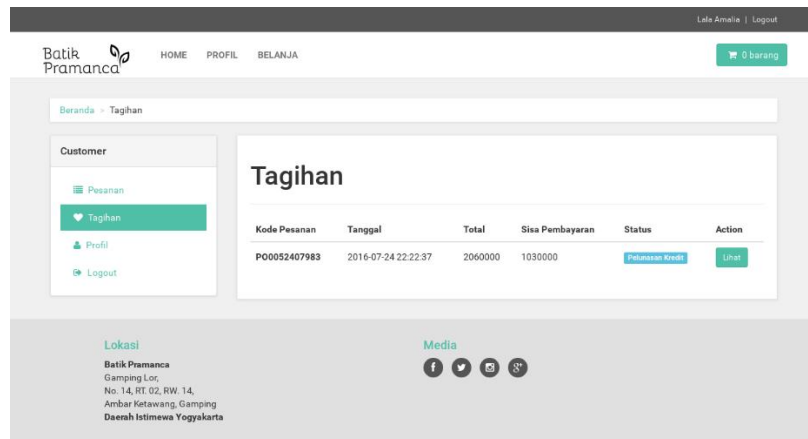 Lala Amalia | Logout
Batik
Pramanca
HOME PROFIL BELANJA
0 barang
Beranda > Tagihan
Customer
Pesanan
Tagihan
Profil
Logout
Tagihan
Kode Pesanan Tanggal Total Sisa Pembayaran Status Action
PO0052407983 2016-07-24 22:22:37 2060000 1030000 Pelunasan Kredit Lihat
Lokasi
Batik Pramanca
Gamping Lor,
No. 14, RT. 02, RW. 14,
Ambar Ketawang, Gamping
Daerah Istimewa Yogyakarta
Media